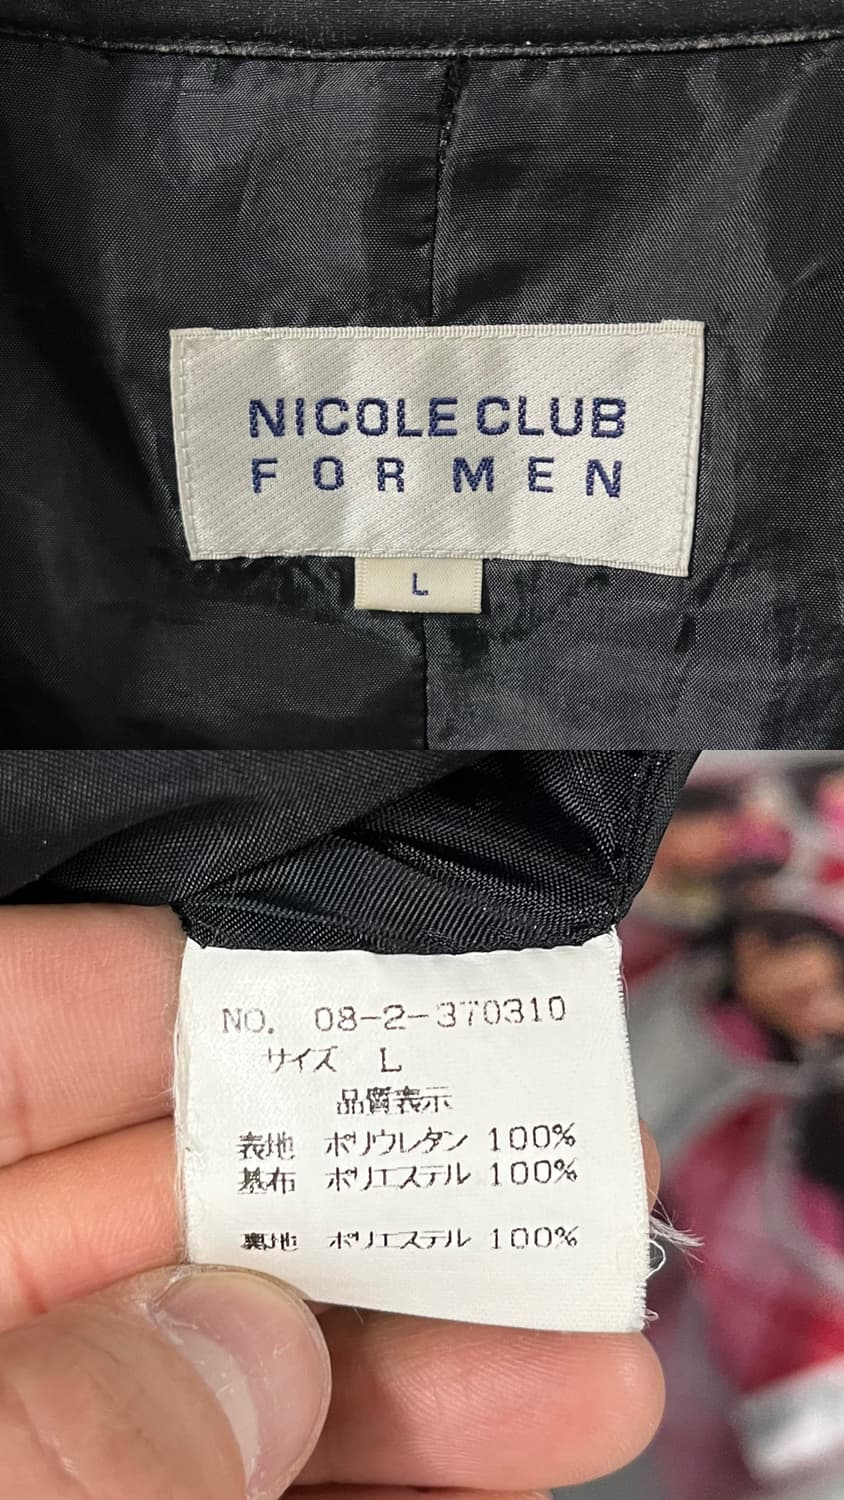 NICOLE CLUB
FOR MEN
L
NO. 08-2-370310
サイズ L
品質表示
表地 ポリウレタン 100%
基布 ポリエステル 100%
裏地 ポリエステル 100%